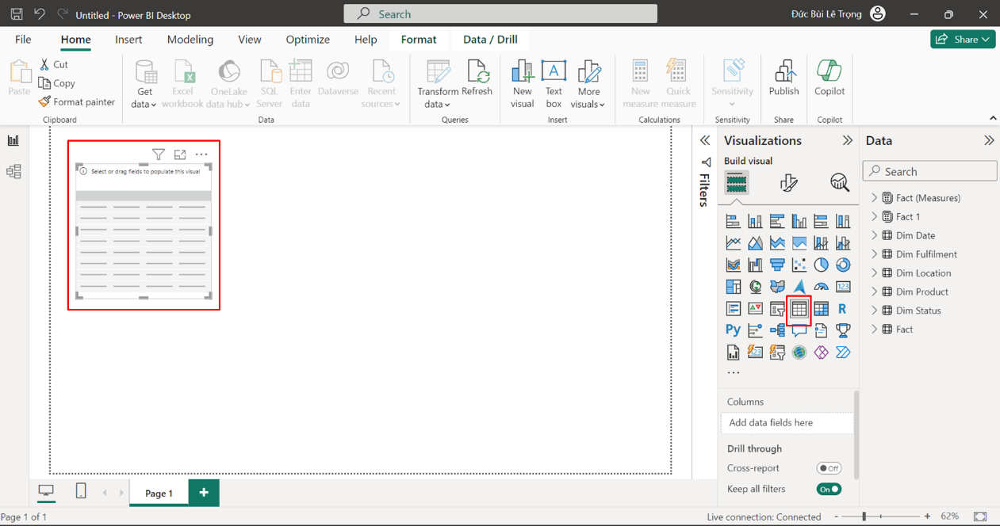 Untitled - Power BI Desktop
Search
Đức Bùi Lê Trọng
File
Home
Insert
Modeling
View
Optimize
Help
Format
Data / Drill
Share
Paste
Cut
Copy
Format painter
Clipboard
Get
data
Excel
workbook
OneLake
data hub
SQL
Server
Enter
data
Dataverse
Recent
sources
Data
Transform
data
Refresh
Queries
New
visual
Text
box
More
visuals
Insert
New
measure
Quick
measure
Calculations
Sensitivity
Sensitivity
Publish
Share
Copilot
Copilot
Select or drag fields to populate this visual
Filters
Visualizations
Build visual
123
R
Py
123
Columns
Add data fields here
Drill through
Cross-report
Off
Keep all filters
On
Data
Search
Fact (Measures)
Fact 1
Dim Date
Dim Fulfilment
Dim Location
Dim Product
Dim Status
Fact
Page 1
Page 1 of 1
Live connection: Connected
62%